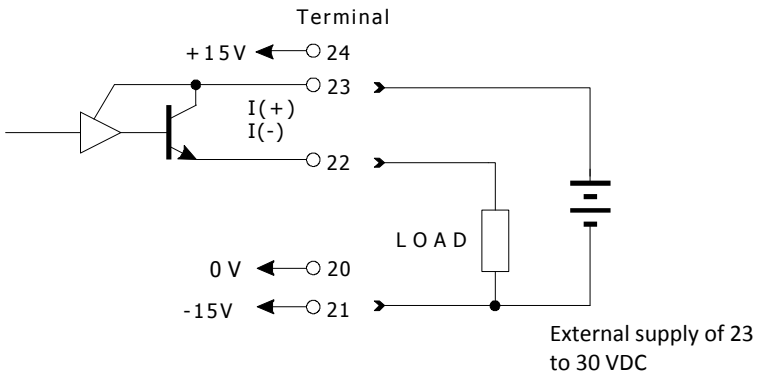 Terminal
+15V 24
23
I(+)
I(-)
22
LOAD
0V 20
-15V 21
External supply of 23
to 30 VDC